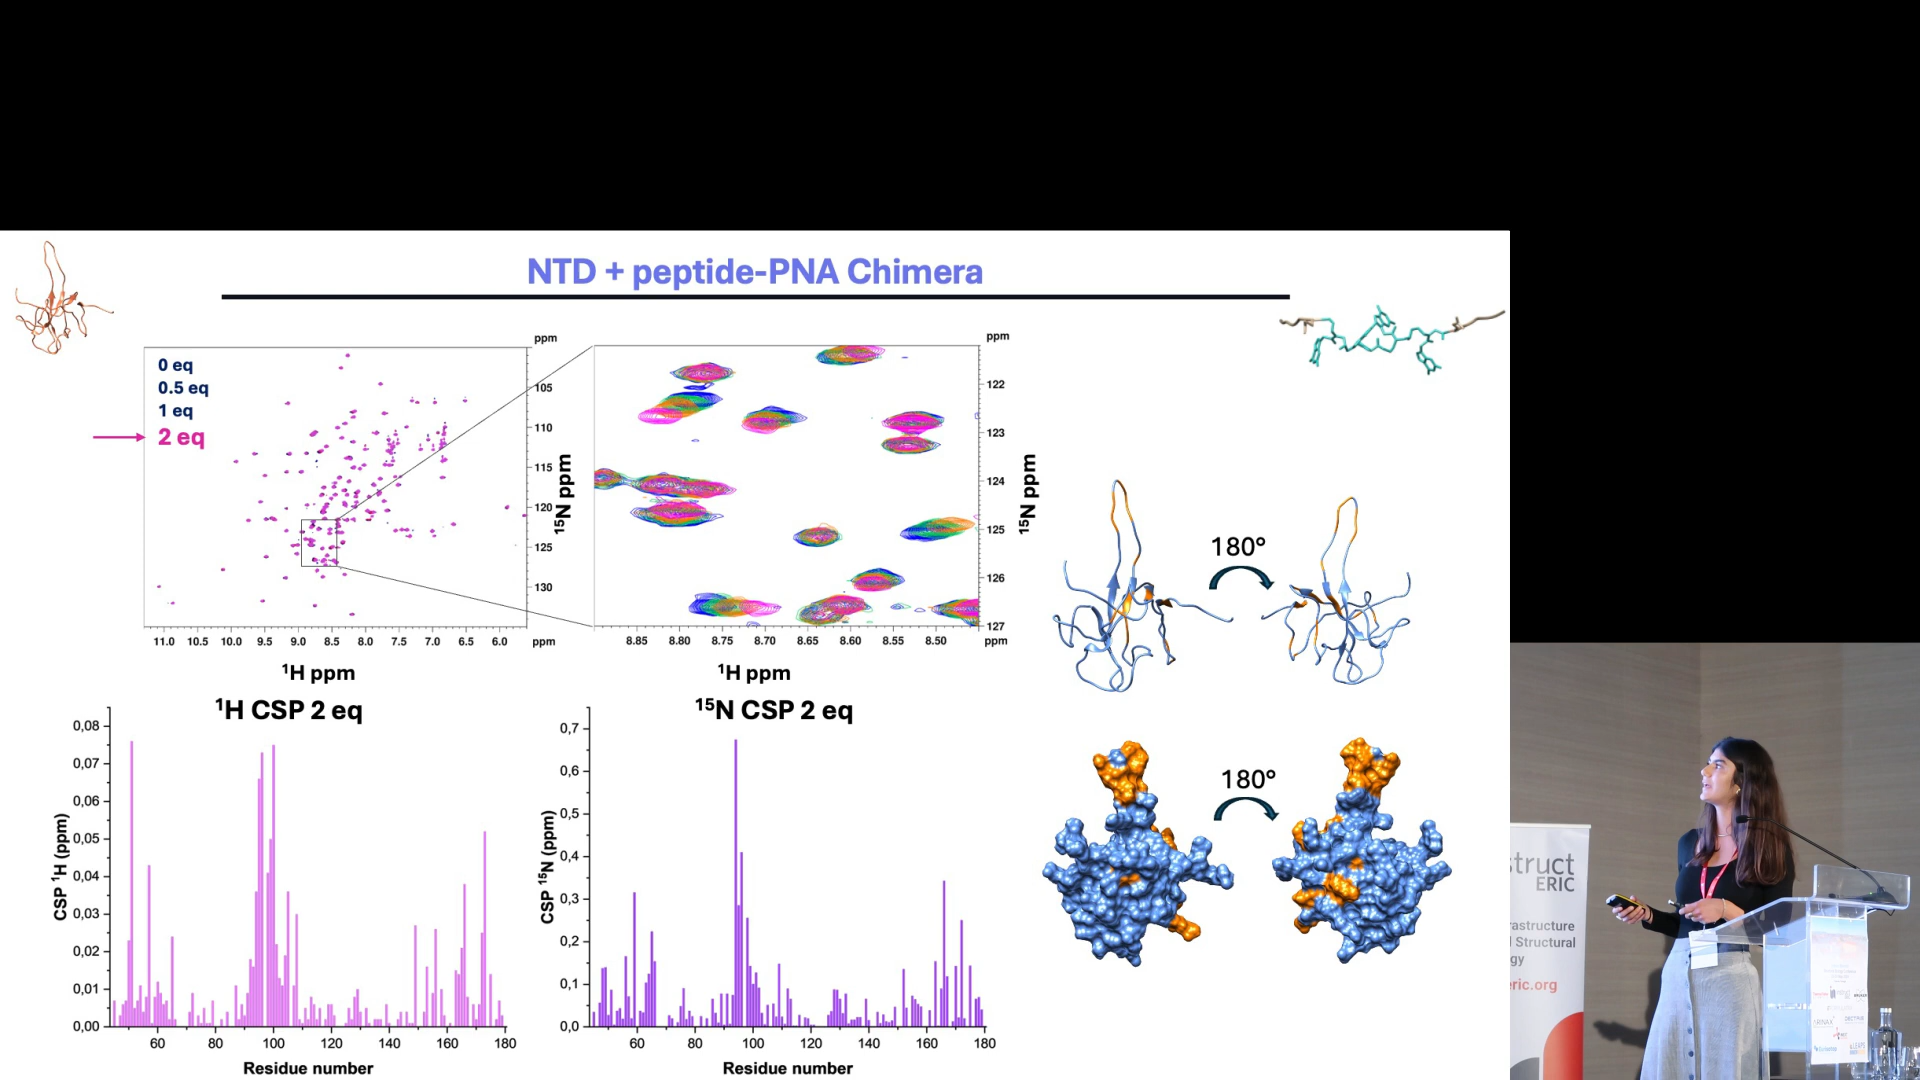 NTD + peptide-PNA Chimera
0 eq
0.5 eq
1 eq
2 eq
ppm
105
110
115
120
125
130
¹⁵N ppm
11.0 10.5 10.0 9.5 9.0 8.5 8.0 7.5 7.0 6.5 6.0 ppm
¹H ppm
ppm
122
123
124
125
126
127
¹⁵N ppm
8.85 8.80 8.75 8.70 8.65 8.60 8.55 8.50 ppm
¹H ppm
180°
180°
¹H CSP 2 eq
CSP ¹H (ppm)
0,08
0,07
0,06
0,05
0,04
0,03
0,02
0,01
0,00
60 80 100 120 140 160 180
Residue number
¹⁵N CSP 2 eq
CSP ¹⁵N (ppm)
0,7
0,6
0,5
0,4
0,3
0,2
0,1
0,0
60 80 100 120 140 160 180
Residue number
struct
ERIC
rastructure
l Structural
gy
eric.org